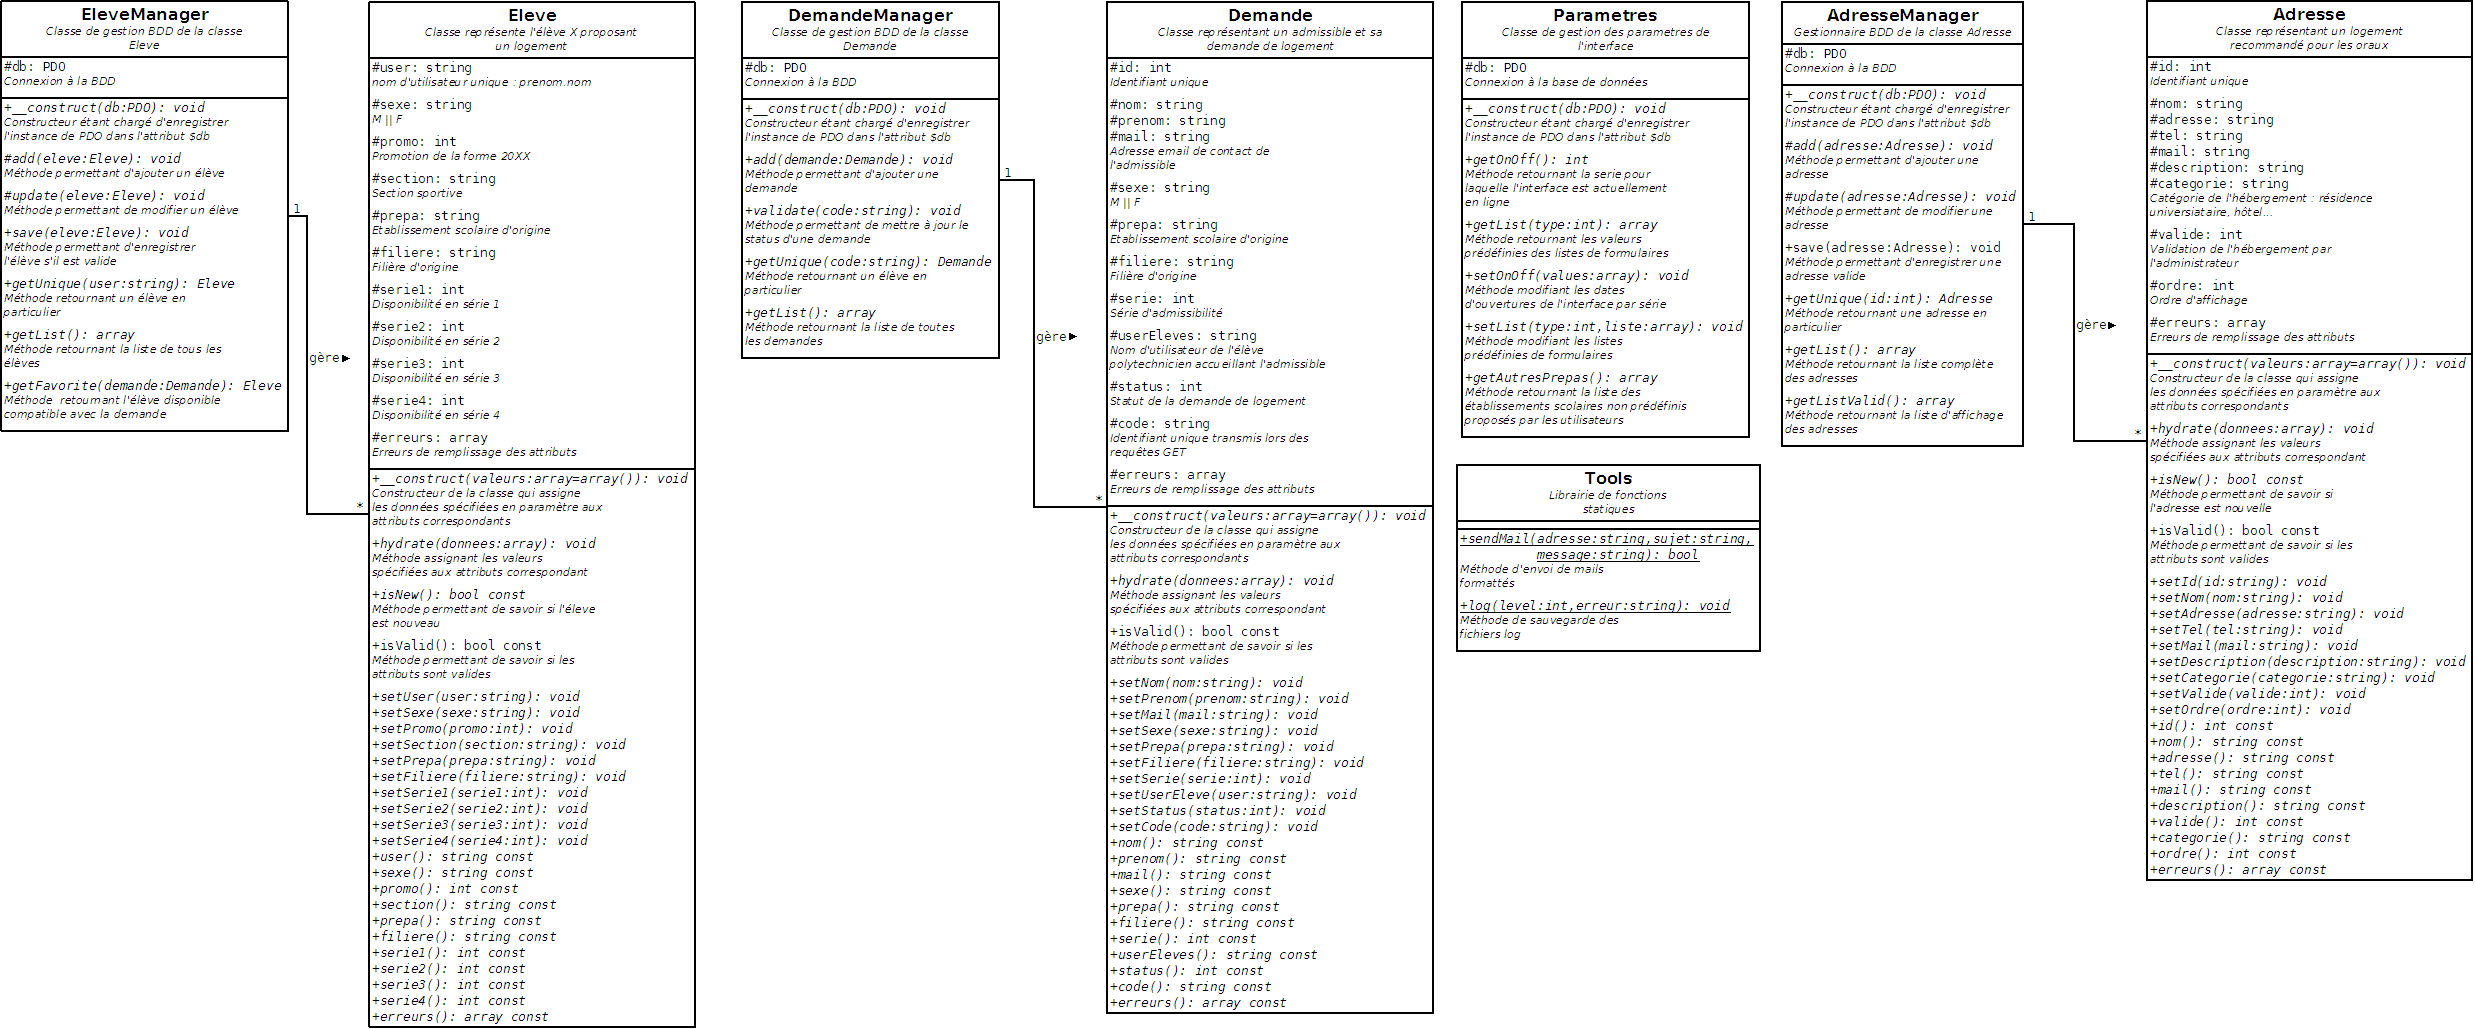 EleveManager
Classe de gestion BDD de la classe
Eleve
#db: PDO
Connexion à la BDD
+__construct(db:PDO): void
Constructeur étant chargé d'enregistrer
l'instance de PDO dans l'attribut $db
#add(eleve:Eleve): void
Méthode permettant d'ajouter un élève
#update(eleve:Eleve): void
Méthode permettant de modifier un élève
+save(eleve:Eleve): void
Méthode permettant d'enregistrer
l'élève s'il est valide
+getUnique(user:string): Eleve
Méthode retournant un élève en
particulier
+getList(): array
Méthode retournant la liste de tous les
élèves
+getFavorite(demande:Demande): Eleve
Méthode  retournant l'élève disponible
compatible avec la demande
1
gère
*
Eleve
Classe représente l'élève X proposant
un logement
#user: string
nom d'utilisateur unique : prenom.nom
#sexe: string
M || F
#promo: int
Promotion de la forme 20XX
#section: string
Section sportive
#prepa: string
Etablissement scolaire d'origine
#filiere: string
Filière d'origine
#serie1: int
Disponibilité en série 1
#serie2: int
Disponibilité en série 2
#serie3: int
Disponibilité en série 3
#serie4: int
Disponibilité en série 4
#erreurs: array
Erreurs de remplissage des attributs
+__construct(valeurs:array=array()): void
Constructeur de la classe qui assigne
les données spécifiées en paramètre aux
attributs correspondants
+hydrate(donnees:array): void
Méthode assignant les valeurs
spécifiées aux attributs correspondant
+isNew(): bool const
Méthode permettant de savoir si l'éleve
est nouveau
+isValid(): bool const
Méthode permettant de savoir si les
attributs sont valides
+setUser(user:string): void
+setSexe(sexe:string): void
+setPromo(promo:int): void
+setSection(section:string): void
+setPrepa(prepa:string): void
+setFiliere(filiere:string): void
+setSerie1(serie1:int): void
+setSerie2(serie2:int): void
+setSerie3(serie3:int): void
+setSerie4(serie4:int): void
+user(): string const
+sexe(): string const
+promo(): int const
+section(): string const
+prepa(): string const
+filiere(): string const
+serie1(): int const
+serie2(): int const
+serie3(): int const
+serie4(): int const
+erreurs(): array const
DemandeManager
Classe de gestion BDD de la classe
Demande
#db: PDO
Connexion à la BDD
+__construct(db:PDO): void
Constructeur étant chargé d'enregistrer
l'instance de PDO dans l'attribut $db
+add(demande:Demande): void
Méthode permettant d'ajouter une
demande
+validate(code:string): void
Méthode permettant de mettre à jour le
status d'une demande
+getUnique(code:string): Demande
Méthode retournant un élève en
particulier
+getList(): array
Méthode retournant la liste de toutes
les demandes
1
gère
*
Demande
Classe représentant un admissible et sa
demande de logement
#id: int
Identifiant unique
#nom: string
#prenom: string
#mail: string
Adresse email de contact de
l'admissible
#sexe: string
M || F
#prepa: string
Etablissement scolaire d'origine
#filiere: string
Filière d'origine
#serie: int
Série d'admissibilité
#userEleves: string
Nom d'utilisateur de l'élève
polytechnicien accueillant l'admissible
#status: int
Statut de la demande de logement
#code: string
Identifiant unique transmis lors des
requêtes GET
#erreurs: array
Erreurs de remplissage des attributs
+__construct(valeurs:array=array()): void
Constructeur de la classe qui assigne
les données spécifiées en paramètre aux
attributs correspondants
+hydrate(donnees:array): void
Méthode assignant les valeurs
spécifiées aux attributs correspondant
+isValid(): bool const
Méthode permettant de savoir si les
attributs sont valides
+setNom(nom:string): void
+setPrenom(prenom:string): void
+setMail(mail:string): void
+setSexe(sexe:string): void
+setPrepa(prepa:string): void
+setFiliere(filiere:string): void
+setSerie(serie:int): void
+setUserEleve(user:string): void
+setStatus(status:int): void
+setCode(code:string): void
+nom(): string const
+prenom(): string const
+mail(): string const
+sexe(): string const
+prepa(): string const
+filiere(): string const
+serie(): int const
+userEleves(): string const
+status(): int const
+code(): string const
+erreurs(): array const
Parametres
Classe de gestion des parametres de
l'interface
#db: PDO
Connexion à la base de données
+__construct(db:PDO): void
Constructeur étant chargé d'enregistrer
l'instance de PDO dans l'attribut $db
+getOnOff(): int
Méthode retournant la serie pour
laquelle l'interface est actuellement
en ligne
+getList(type:int): array
Méthode retournant les valeurs
prédéfinies des listes de formulaires
+setOnOff(values:array): void
Méthode modifiant les dates
d'ouvertures de l'interface par série
+setList(type:int,liste:array): void
Méthode modifiant les listes
prédéfinies de formulaires
+getAutresPrepas(): array
Méthode retournant la liste des
établissements scolaires non prédéfinis
proposés par les utilisateurs
Tools
Librairie de fonctions
statiques
+sendMail(adresse:string,sujet:string,
message:string): bool
Méthode d'envoi de mails
formattés
+log(level:int,erreur:string): void
Méthode de sauvegarde des
fichiers log
AdresseManager
Gestionnaire BDD de la classe Adresse
#db: PDO
Connexion à la BDD
+__construct(db:PDO): void
Constructeur étant chargé d'enregistrer
l'instance de PDO dans l'attribut $db
#add(adresse:Adresse): void
Méthode permettant d'ajouter une
adresse
#update(adresse:Adresse): void
Méthode permettant de modifier une
adresse
+save(adresse:Adresse): void
Méthode permettant d'enregistrer une
adresse valide
+getUnique(id:int): Adresse
Méthode retournant une adresse en
particulier
+getList(): array
Méthode retournant la liste complète
des adresses
+getListValid(): array
Méthode retournant la liste d'affichage
des adresses
1
gère
*
Adresse
Classe représentant un logement
recommandé pour les oraux
#id: int
Identifiant unique
#nom: string
#adresse: string
#tel: string
#mail: string
#description: string
#categorie: string
Catégorie de l'hébergement : résidence
universiataire, hôtel...
#valide: int
Validation de l'hébergement par
l'administrateur
#ordre: int
Ordre d'affichage
#erreurs: array
Erreurs de remplissage des attributs
+__construct(valeurs:array=array()): void
Constructeur de la classe qui assigne
les données spécifiées en paramètre aux
attributs correspondants
+hydrate(donnees:array): void
Méthode assignant les valeurs
spécifiées aux attributs correspondant
+isNew(): bool const
Méthode permettant de savoir si
l'adresse est nouvelle
+isValid(): bool const
Méthode permettant de savoir si les
attributs sont valides
+setId(id:string): void
+setNom(nom:string): void
+setAdresse(adresse:string): void
+setTel(tel:string): void
+setMail(mail:string): void
+setDescription(description:string): void
+setCategorie(categorie:string): void
+setValide(valide:int): void
+setOrdre(ordre:int): void
+id(): int const
+nom(): string const
+adresse(): string const
+tel(): string const
+mail(): string const
+description(): string const
+valide(): int const
+categorie(): string const
+ordre(): int const
+erreurs(): array const